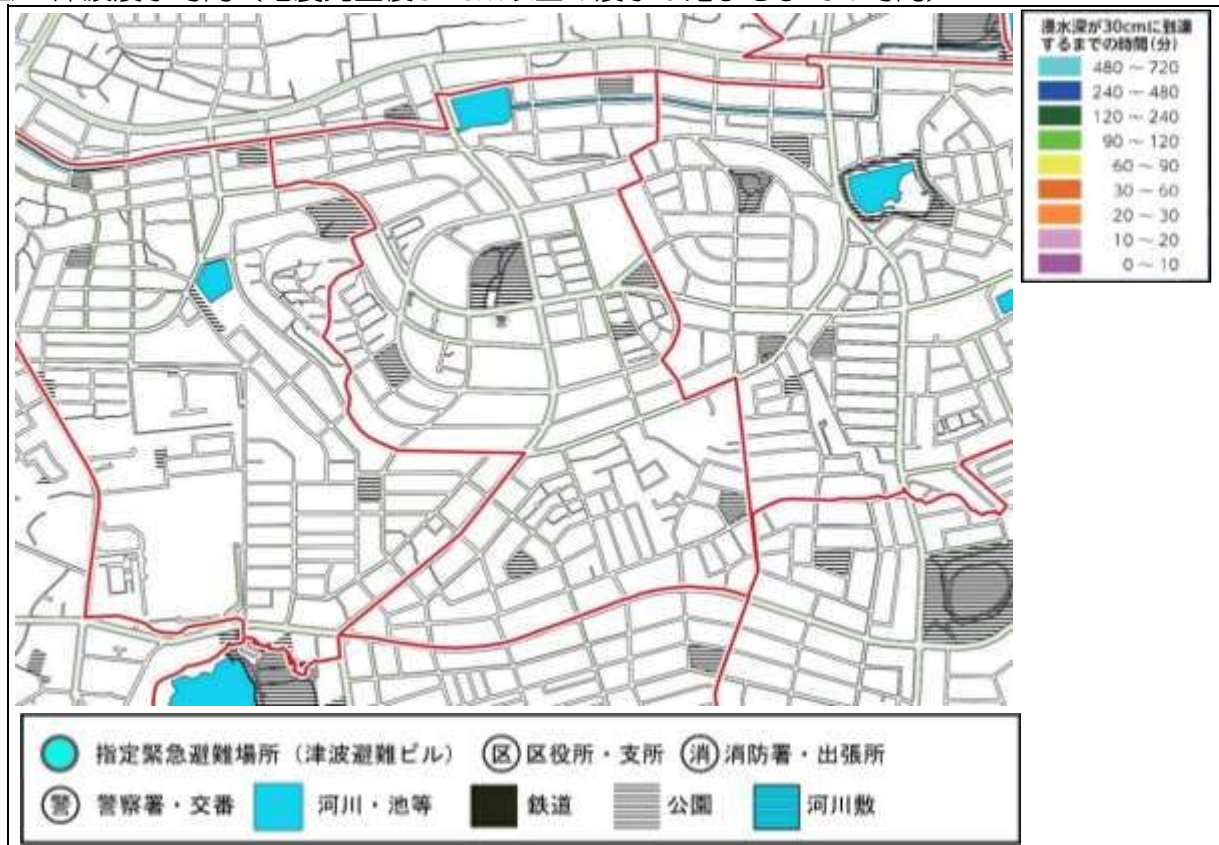 浸水深が30cmに到達
するまでの時間(分)
480 ~ 720
240 ~ 480
120 ~ 240
90 ~ 120
60 ~ 90
30 ~ 60
20 ~ 30
10 ~ 20
0 ~ 10
警
指定緊急避難場所(津波避難ビル) 区 区役所・支所 消 消防署・出張所
警 警察署・交番 河川・池等 鉄道 公園 河川敷